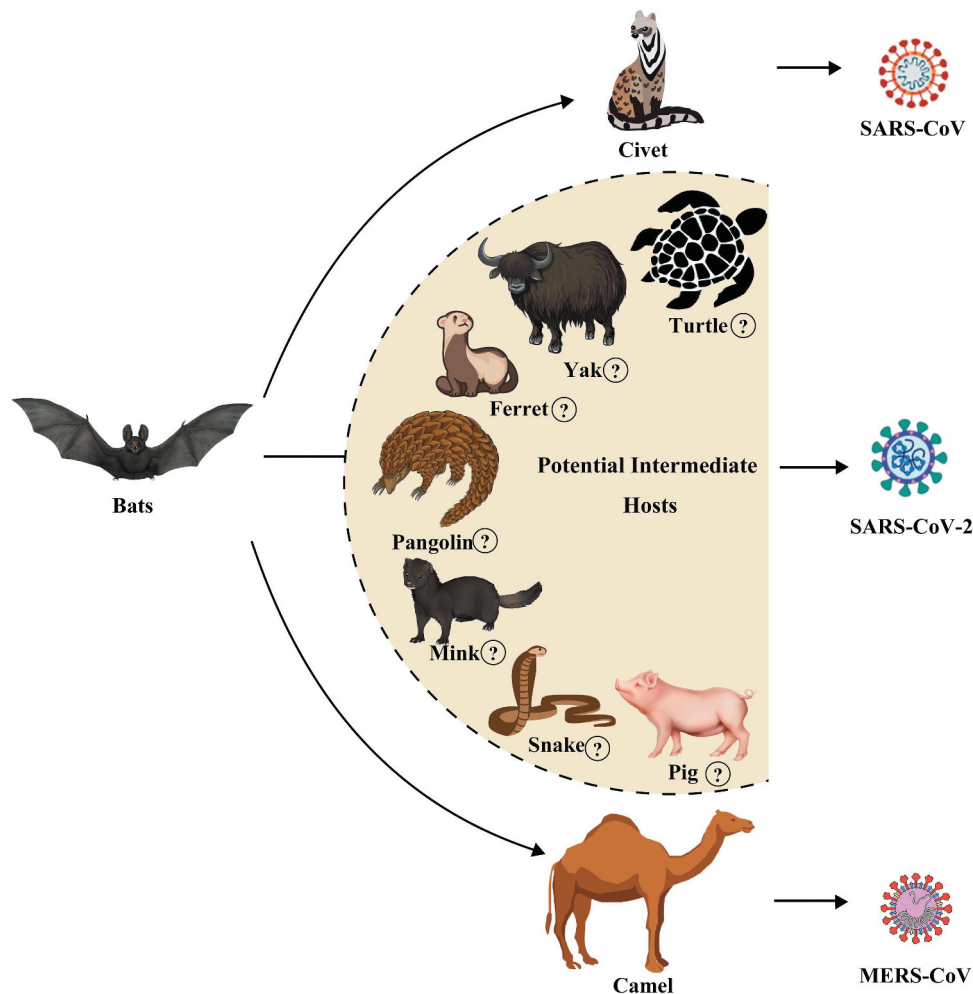 Civet
SARS-CoV
Turtle ?
Yak ?
Ferret ?
Bats
Potential Intermediate
Hosts
SARS-CoV-2
Pangolin ?
Mink ?
Snake ?
Pig ?
Camel
MERS-CoV